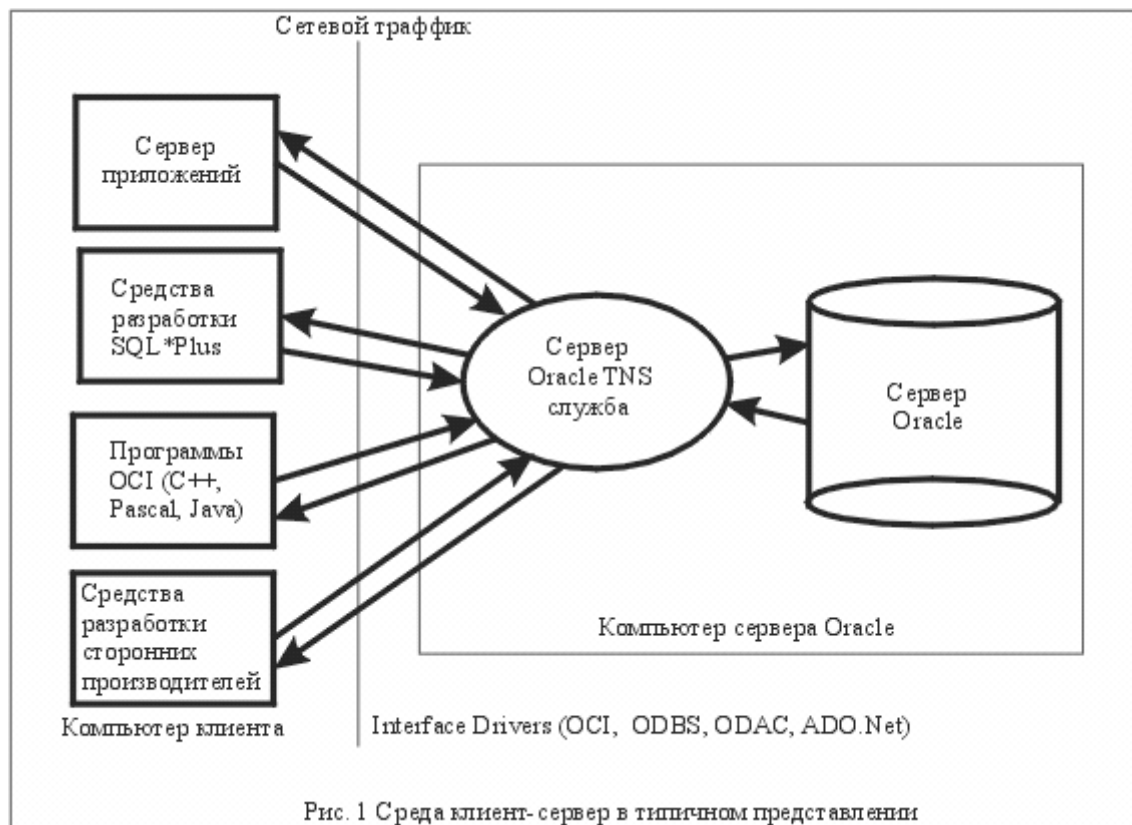 Сетевой траффик
Сервер
приложений
Средства
разработки
SQL*Plus
Программы
OCI (C++,
Pascal, Java)
Средства
разработки
сторонних
производителей
Компьютер клиента
Сервер
Oracle TNS
служба
Сервер
Oracle
Компьютер сервера Oracle
Interface Drivers (OCI, ODBS, ODAC, ADO.Net)
Рис. 1 Среда клиент-сервер в типичном представлении